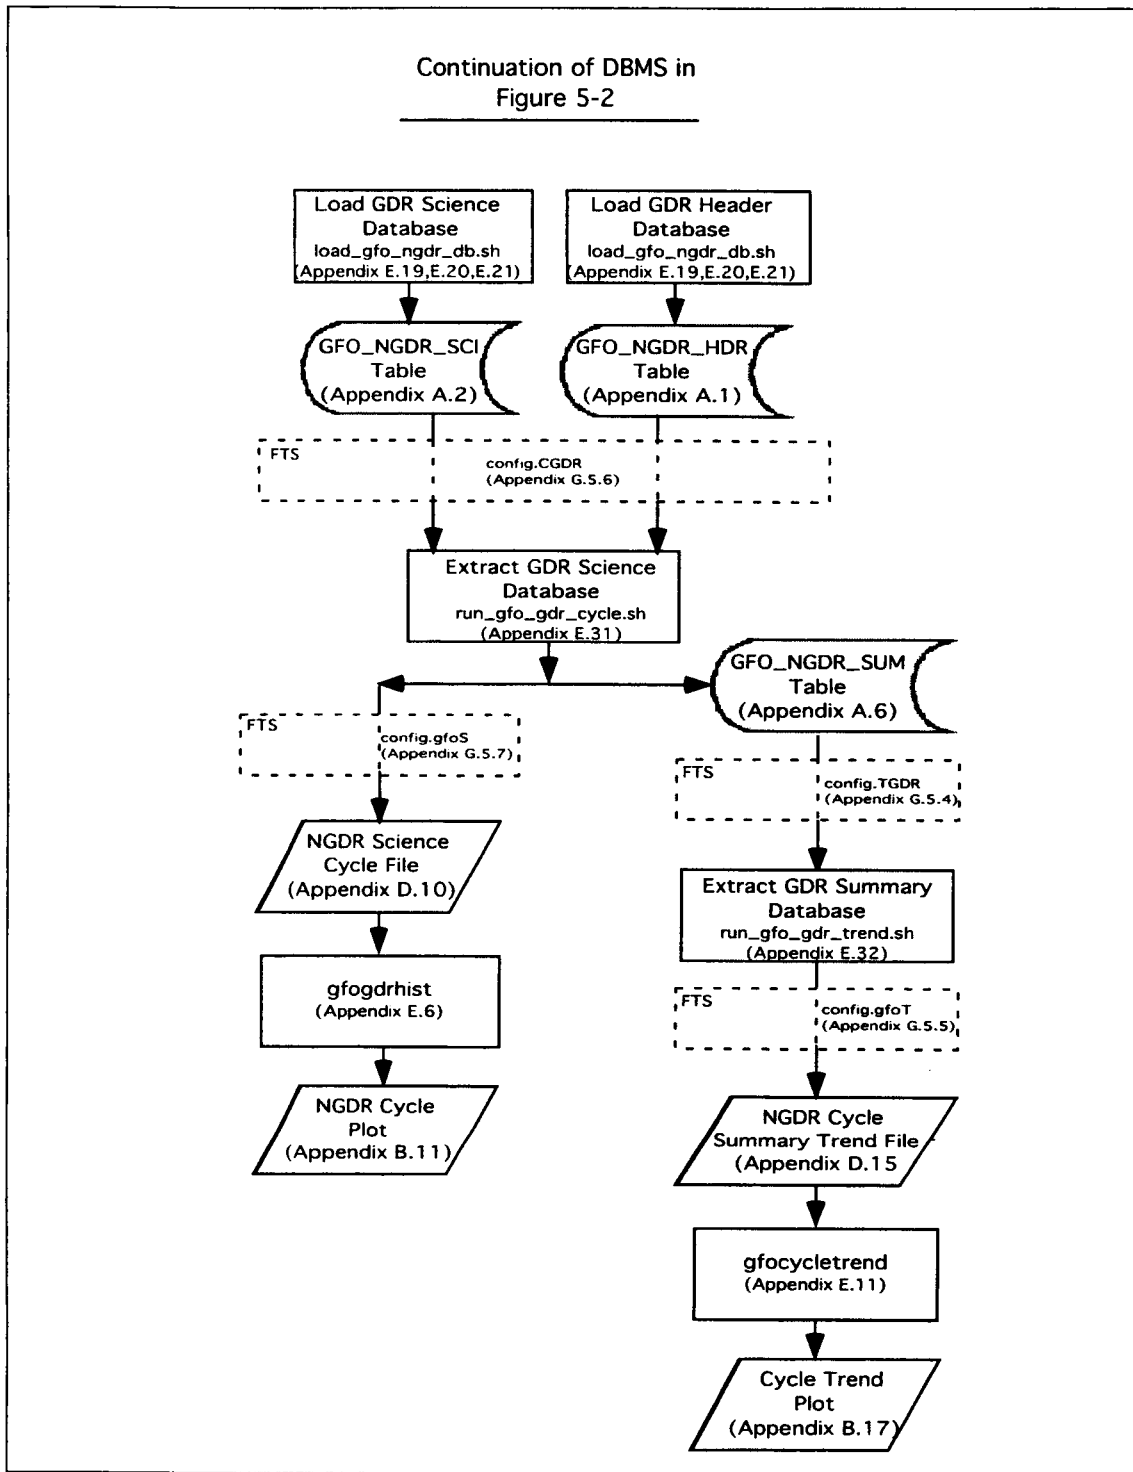 Continuation of DBMS in
Figure 5-2
Load GDR Science
Database
load_gfo_ngdr_db.sh
(Appendix E.19,E.20,E.21)
Load GDR Header
Database
load_gfo_ngdr_db.sh
(Appendix E.19,E.20,E.21)
GFO_NGDR_SCI
Table
(Appendix A.2)
GFO_NGDR_HDR
Table
(Appendix A.1)
FTS
config.CGDR
(Appendix G.5.6)
Extract GDR Science
Database
run_gfo_gdr_cycle.sh
(Appendix E.31)
GFO_NGDR_SUM
Table
(Appendix A.6)
FTS
config.gfoS
(Appendix G.5.7)
FTS
config.TGDR
(Appendix G.5.4)
NGDR Science
Cycle File
(Appendix D.10)
Extract GDR Summary
Database
run_gfo_gdr_trend.sh
(Appendix E.32)
gfogdrhist
(Appendix E.6)
FTS
config.gfoT
(Appendix G.5.5)
NGDR Cycle
Plot
(Appendix B.11)
NGDR Cycle
Summary Trend File
(Appendix D.15
gfocycletrend
(Appendix E.11)
Cycle Trend
Plot
(Appendix B.17)